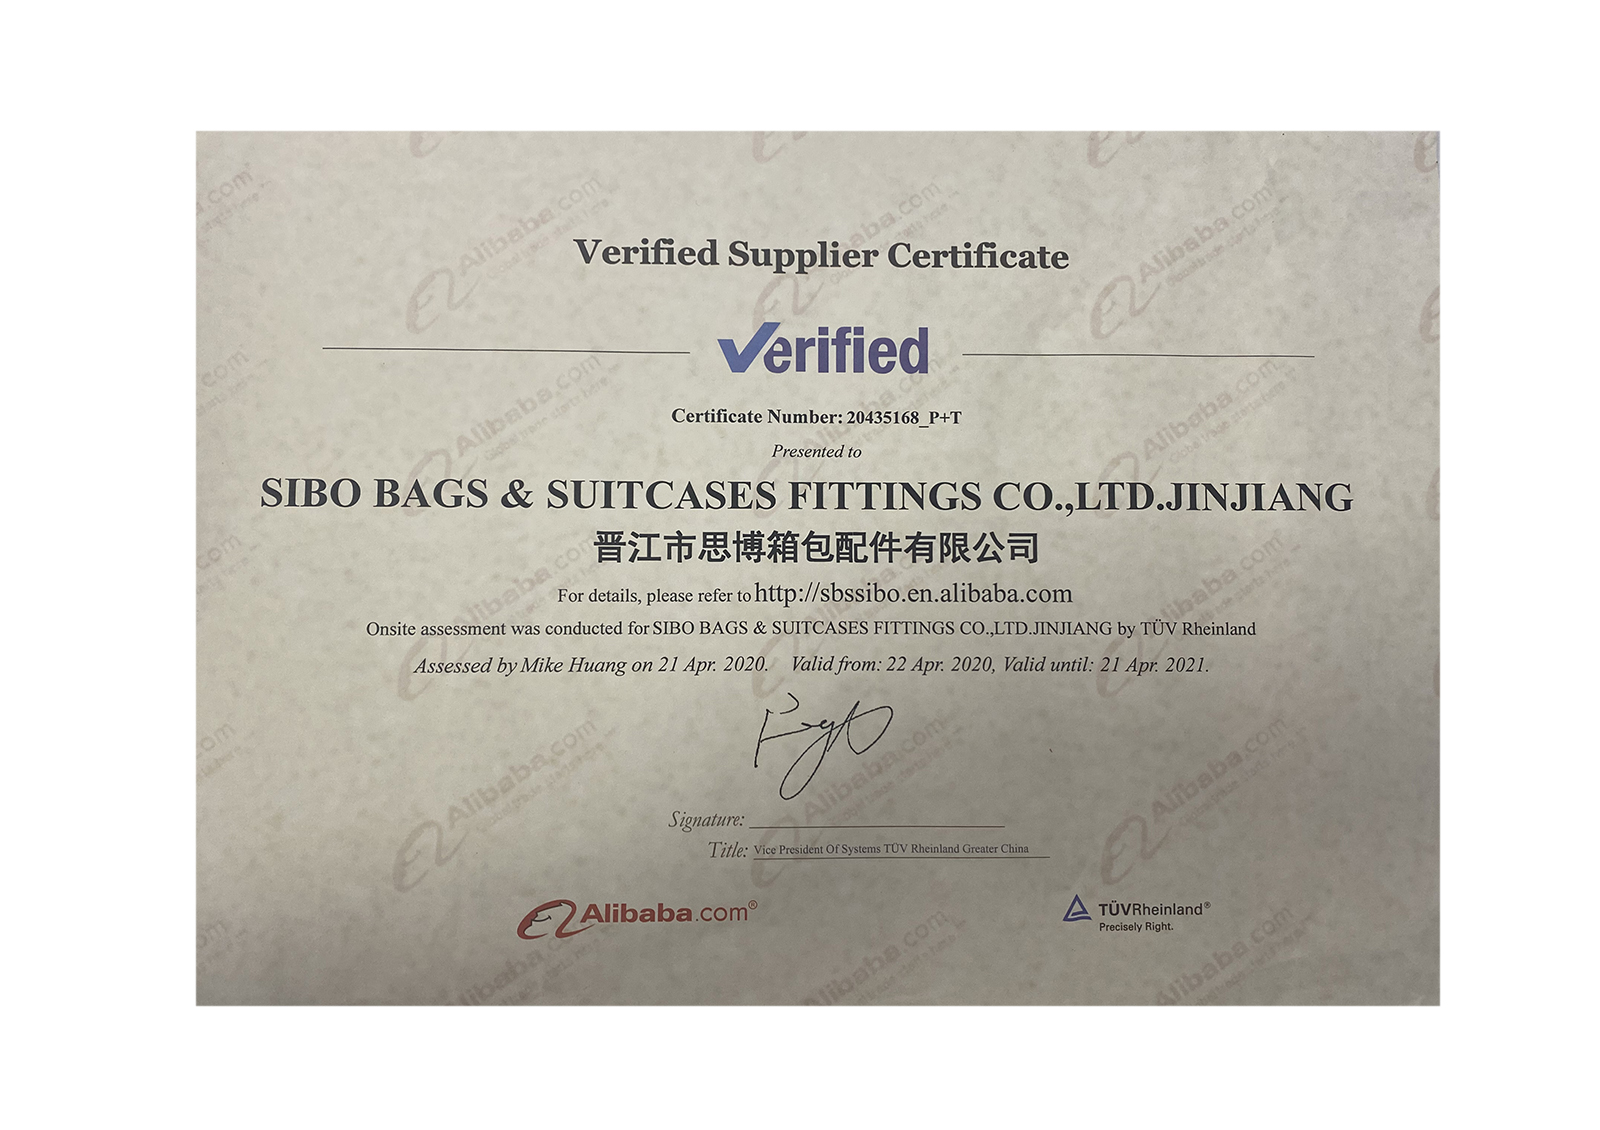 Verified Supplier Certificate
Verified
Certificate Number: 20435168_P+T
Presented to
SIBO BAGS & SUITCASES FITTINGS CO.,LTD.JINJIANG
晋江市思博箱包配件有限公司
For details, please refer to http://sbssibo.en.alibaba.com
Onsite assessment was conducted for SIBO BAGS & SUITCASES FITTINGS CO.,LTD.JINJIANG by TÜV Rheinland
Assessed by Mike Huang on 21 Apr. 2020. Valid from: 22 Apr. 2020, Valid until: 21 Apr. 2021.
Signature:
Title: Vice President Of Systems TÜV Rheinland Greater China
Alibaba.com®
TÜVRheinland®
Precisely Right.